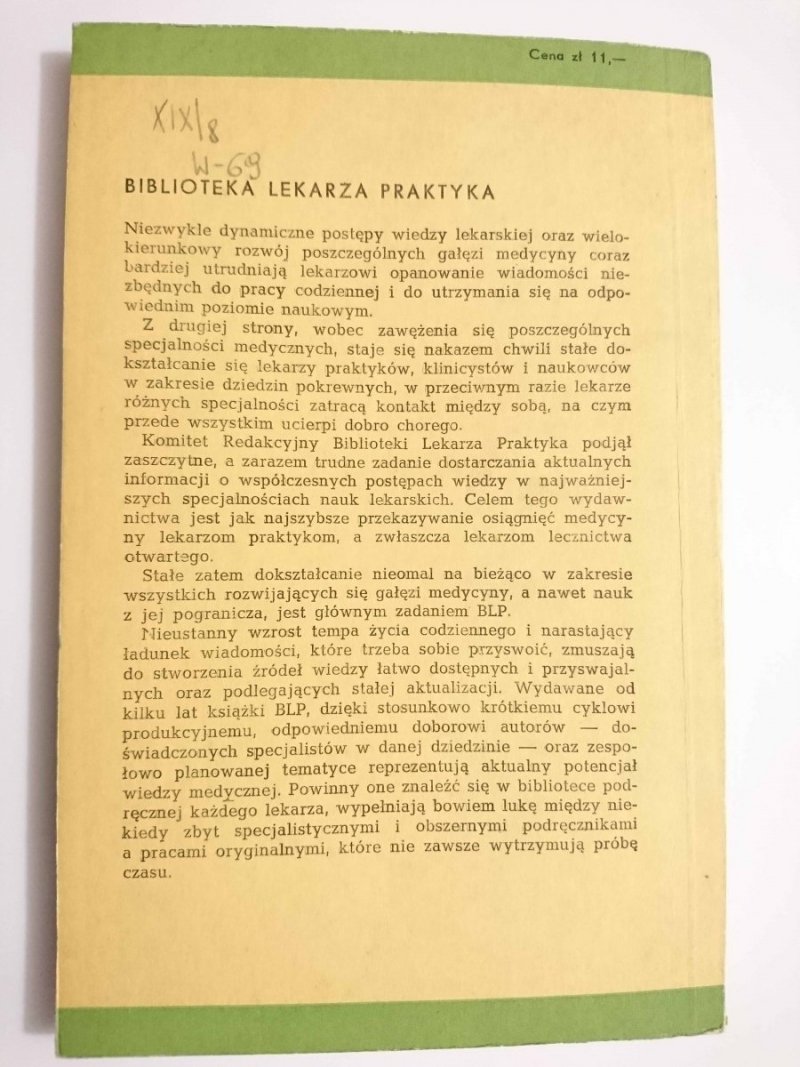 Cena zł 11,—
XIX/8
W-69
BIBLIOTEKA LEKARZA PRAKTYKA
Niezwykle dynamiczne postępy wiedzy lekarskiej oraz wielo-
kierunkowy rozwój poszczególnych gałęzi medycyny coraz
bardziej utrudniają lekarzowi opanowanie wiadomości nie-
zbędnych do pracy codziennej i do utrzymania się na odpo-
wiednim poziomie naukowym.
Z drugiej strony, wobec zawężenia się poszczególnych
specjalności medycznych, staje się nakazem chwili stałe do-
kształcanie się lekarzy praktyków, klinicystów i naukowców
w zakresie dziedzin pokrewnych, w przeciwnym razie lekarze
różnych specjalności zatracą kontakt między sobą, na czym
przede wszystkim ucierpi dobro chorego.
Komitet Redakcyjny Biblioteki Lekarza Praktyka podjął
zaszczytne, a zarazem trudne zadanie dostarczania aktualnych
informacji o współczesnych postępach wiedzy w najważniej-
szych specjalnościach nauk lekarskich. Celem tego wydaw-
nictwa jest jak najszybsze przekazywanie osiągnięć medycy-
ny lekarzom praktykom, a zwłaszcza lekarzom lecznictwa
otwartego.
Stałe zatem dokształcanie nieomal na bieżąco w zakresie
wszystkich rozwijających się gałęzi medycyny, a nawet nauk
z jej pogranicza, jest głównym zadaniem BLP.
Nieustanny wzrost tempa życia codziennego i narastający
ładunek wiadomości, które trzeba sobie przyswoić, zmuszają
do stworzenia źródeł wiedzy łatwo dostępnych i przyswajal-
nych oraz podlegających stałej aktualizacji. Wydawane od
kilku lat książki BLP, dzięki stosunkowo krótkiemu cyklowi
produkcyjnemu, odpowiedniemu doborowi autorów — do-
świadczonych specjalistów w danej dziedzinie — oraz zespo-
łowo planowanej tematyce reprezentują aktualny potencjał
wiedzy medycznej. Powinny one znaleźć się w bibliotece pod-
ręcznej każdego lekarza, wypełniają bowiem lukę między nie-
kiedy zbyt specjalistycznymi i obszernymi podręcznikami
a pracami oryginalnymi, które nie zawsze wytrzymują próbę
czasu.